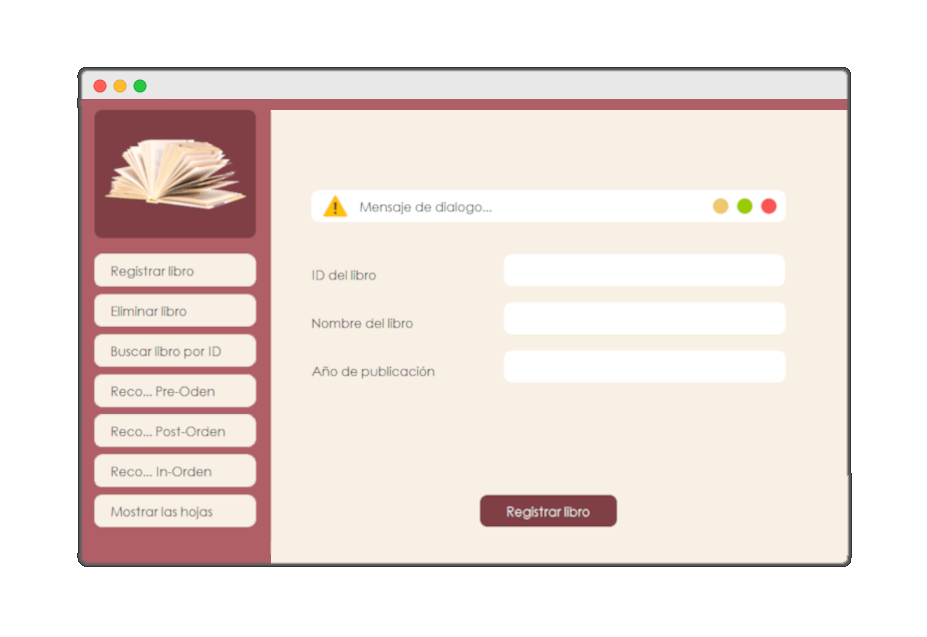 Registrar libro
Eliminar libro
Buscar libro por ID
Reco... Pre-Oden
Reco... Post-Orden
Reco... In-Orden
Mostrar las hojas
Mensaje de dialogo...
ID del libro
Nombre del libro
Año de publicación
Registrar libro